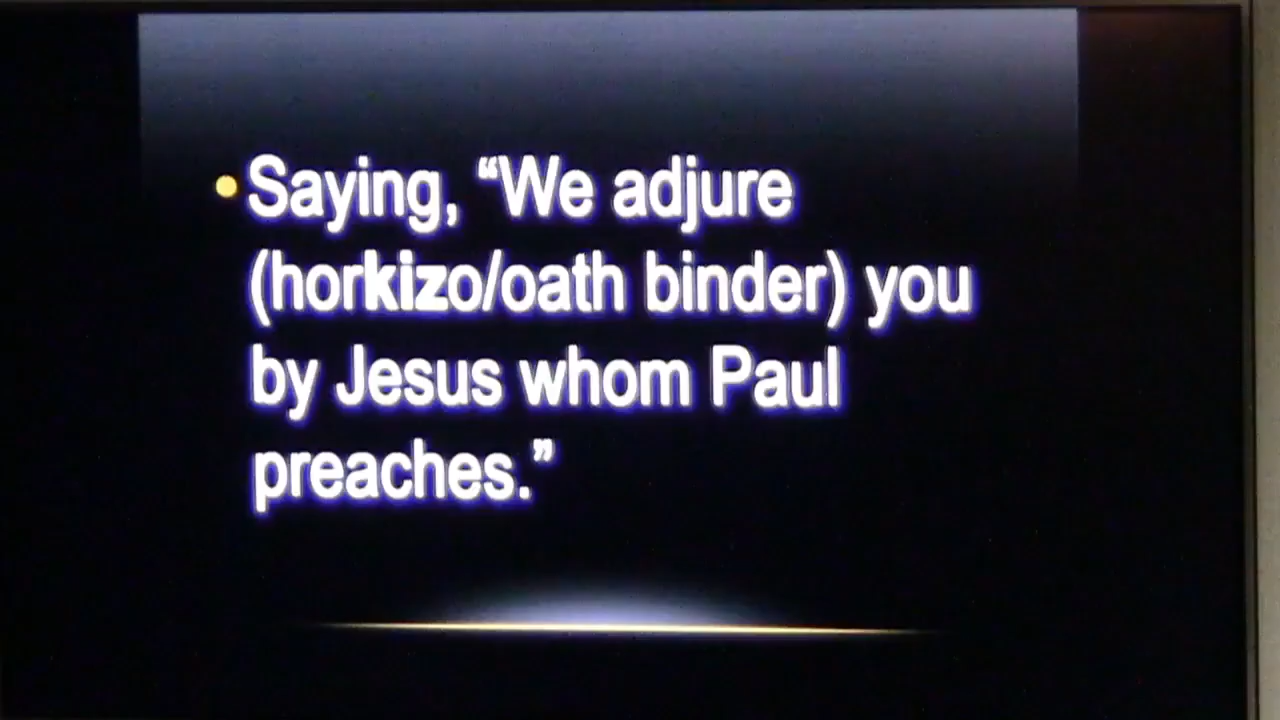 • Saying, “We adjure
(horkizo/oath binder) you
by Jesus whom Paul
preaches.”